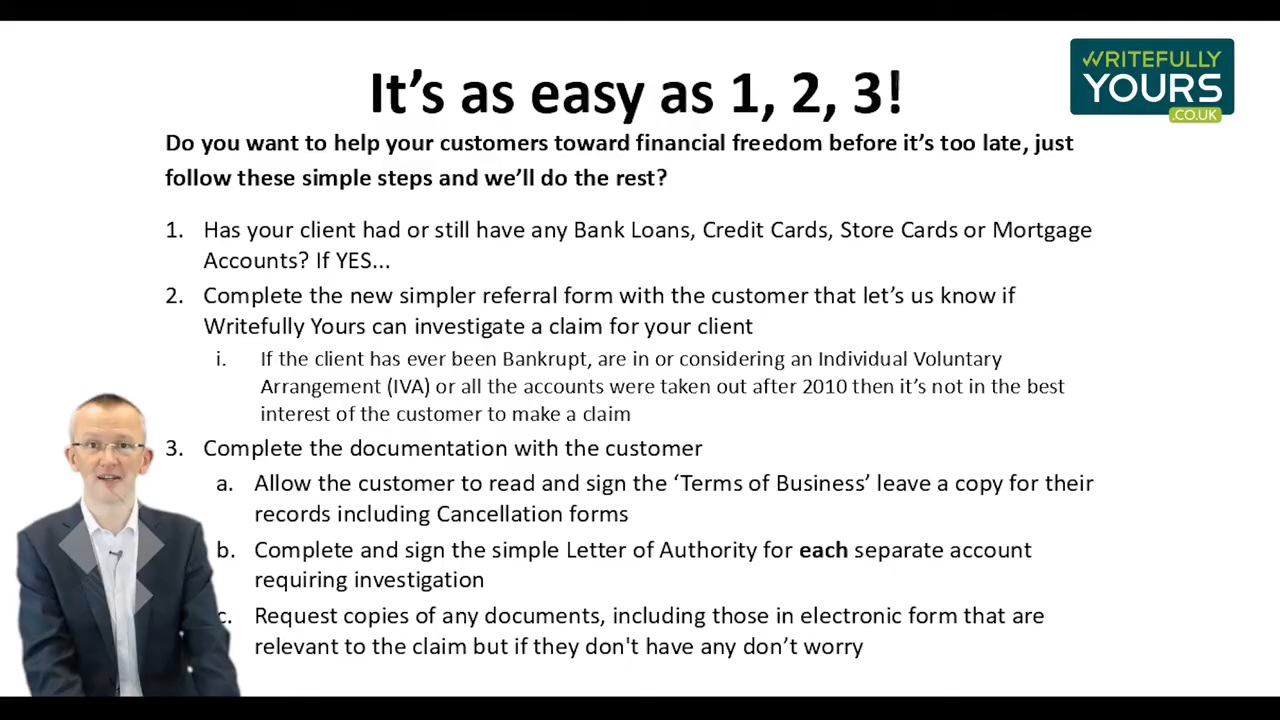 WRITEFULLY
YOURS
.CO.UK
It's as easy as 1, 2, 3!
Do you want to help your customers toward financial freedom before it's too late, just
follow these simple steps and we'll do the rest?
1. Has your client had or still have any Bank Loans, Credit Cards, Store Cards or Mortgage
Accounts? If YES...
2. Complete the new simpler referral form with the customer that let's us know if
Writefully Yours can investigate a claim for your client
i. If the client has ever been Bankrupt, are in or considering an Individual Voluntary
Arrangement (IVA) or all the accounts were taken out after 2010 then it's not in the best
interest of the customer to make a claim
3. Complete the documentation with the customer
a. Allow the customer to read and sign the ‘Terms of Business’ leave a copy for their
records including Cancellation forms
b. Complete and sign the simple Letter of Authority for each separate account
requiring investigation
c. Request copies of any documents, including those in electronic form that are
relevant to the claim but if they don't have any don’t worry